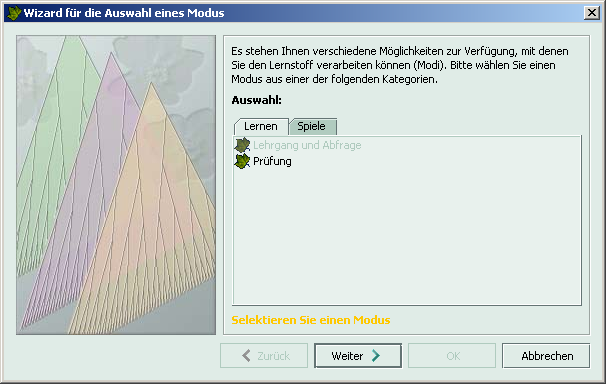 Wizard für die Auswahl eines Modus
Es stehen Ihnen verschiedene Möglichkeiten zur Verfügung, mit denen
Sie den Lernstoff verarbeiten können (Modi). Bitte wählen Sie einen
Modus aus einer der folgenden Kategorien.
Auswahl:
Lernen Spiele
Lehrgang und Abfrage
Prüfung
Selektieren Sie einen Modus
Zurück Weiter OK Abbrechen